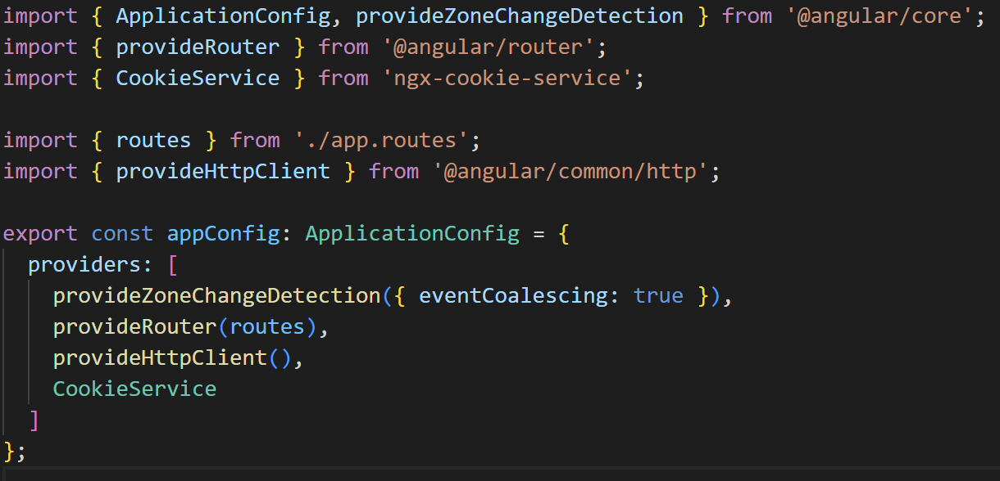 import { ApplicationConfig, provideZoneChangeDetection } from '@angular/core';
import { provideRouter } from '@angular/router';
import { CookieService } from 'ngx-cookie-service';

import { routes } from './app.routes';
import { provideHttpClient } from '@angular/common/http';

export const appConfig: ApplicationConfig = {
  providers: [
    provideZoneChangeDetection({ eventCoalescing: true }),
    provideRouter(routes),
    provideHttpClient(),
    CookieService
  ]
};